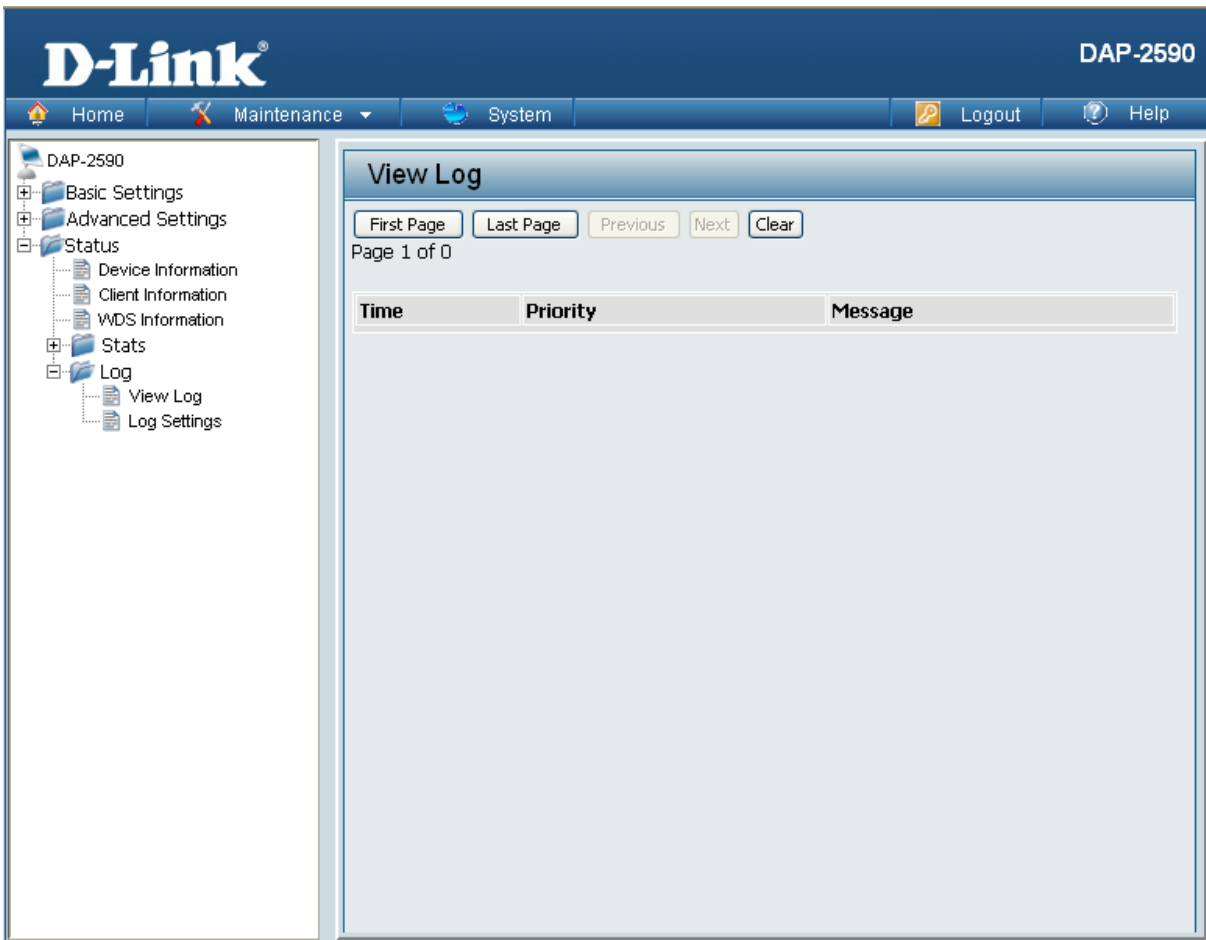 D-Link®
DAP-2590
Home Maintenance System Logout Help
DAP-2590
Basic Settings
Advanced Settings
Status
Device Information
Client Information
WDS Information
Stats
Log
View Log
Log Settings
View Log
First Page Last Page Previous Next Clear
Page 1 of 0
Time Priority Message